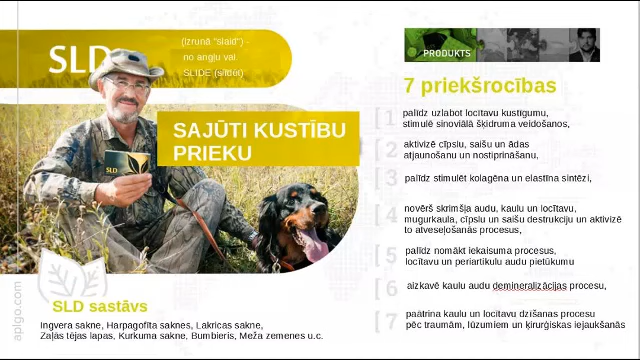 SLD
(izrunā "slaid") -
no angļu val.
SLIDE (slīdēt)
SAJŪTI KUSTĪBU
PRIEKU
SLD
SLD sastāvs
Ingvera sakne, Harpagofīta saknes, Lakricas sakne,
Zaļās tējas lapas, Kurkuma sakne, Bumbieris, Meža zemenes u.c.
aplgo.com
PRODUKTS
7 priekšrocības
1 palīdz uzlabot locītavu kustīgumu,
stimulē sinoviālā šķidruma veidošanos,
2 aktivizē cīpslu, saišu un ādas
atjaunošanu un nostiprināšanu,
3 palīdz stimulēt kolagēna un elastīna sintēzi,
4 novērš skrimšļa audu, kaulu un locītavu,
mugurkaula, cīpslu un saišu destrukciju un aktivizē
to atveseļošanās procesus,
5 palīdz nomākt iekaisuma procesus,
locītavu un periartikulu audu pietūkumu
6 aizkavē kaulu audu demineralizācijas procesu,
7 paātrina kaulu un locītavu dzīšanas procesu
pēc traumām, lūzumiem un ķirurģiskas iejaukšanās